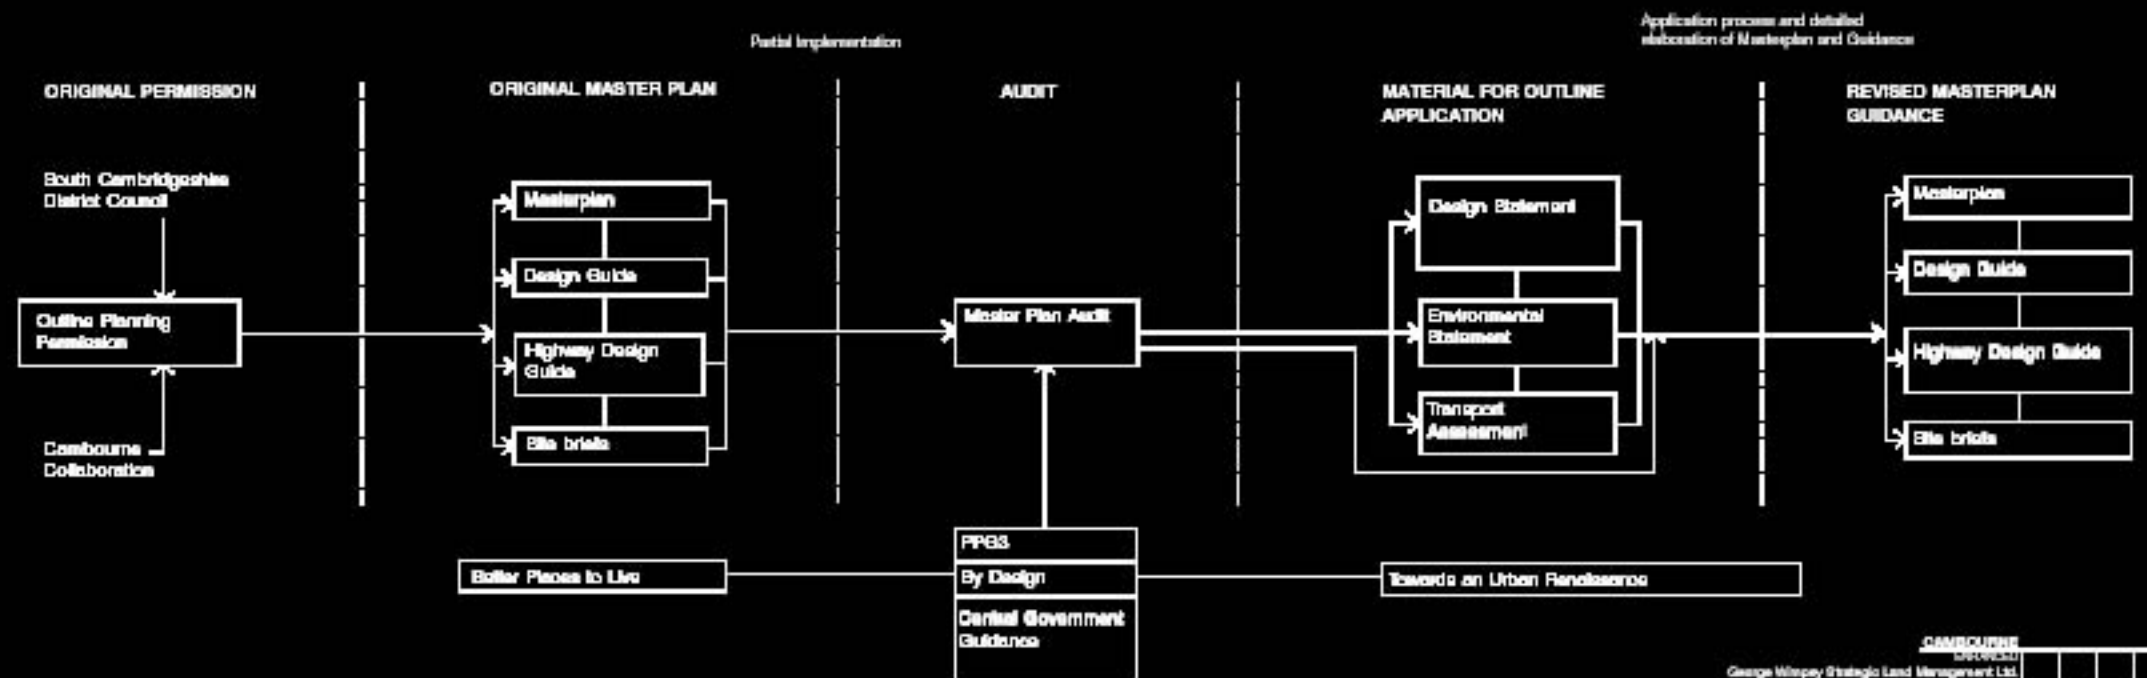 Partial Implementation
Application process and detailed
elaboration of Masterplan and Guidance
ORIGINAL PERMISSION
ORIGINAL MASTER PLAN
AUDIT
MATERIAL FOR OUTLINE
APPLICATION
REVISED MASTERPLAN
GUIDANCE
South Cambridgeshire
District Council
Outline Planning
Permission
Cambourne
Collaboration
Masterplan
Design Guide
Highway Design
Guide
Site briefs
Master Plan Audit
Design Statement
Environmental
Statement
Transport
Assessment
Masterplan
Design Guide
Highway Design Guide
Site briefs
Better Places to Live
PPG3
By Design
Central Government
Guidance
Towards an Urban Renaissance
CAMBOURNE
ENHANCED
George Wimpey Strategic Land Management Ltd.